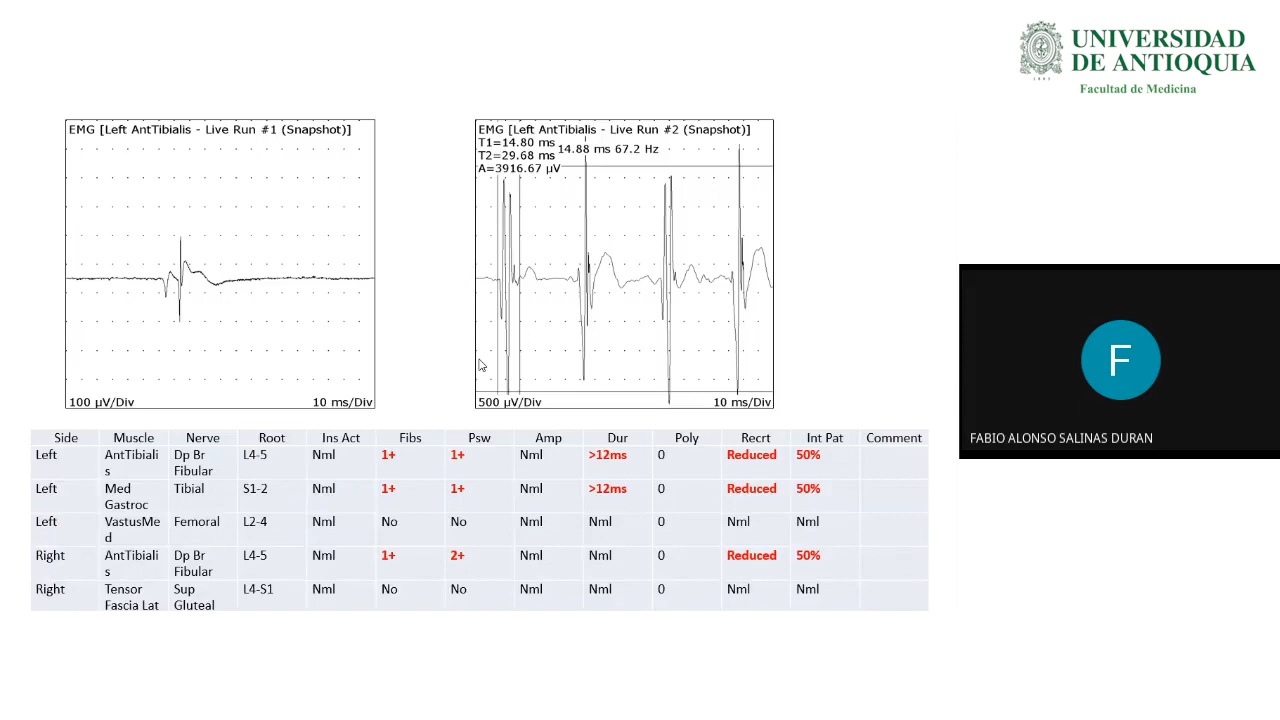 UNIVERSIDAD
DE ANTIOQUIA
Facultad de Medicina
EMG [Left AntTibialis - Live Run #1 (Snapshot)]
100 µV/Div 10 ms/Div
EMG [Left AntTibialis - Live Run #2 (Snapshot)]
T1=14.80 ms
T2=29.68 ms
14.88 ms 67.2 Hz
A=3916.67 µV
500 µV/Div 10 ms/Div
F
FABIO ALONSO SALINAS DURAN
Side Muscle Nerve Root Ins Act Fibs Psw Amp Dur Poly Recrt Int Pat Comment
Left AntTibiali Dp Br L4-5 Nml 1+ 1+ Nml >12ms 0 Reduced 50%
s Fibular
Left Med Tibial S1-2 Nml 1+ 1+ Nml >12ms 0 Reduced 50%
Gastroc
Left VastusMe Femoral L2-4 Nml No No Nml Nml 0 Nml Nml
d
Right AntTibiali Dp Br L4-5 Nml 1+ 2+ Nml Nml 0 Reduced 50%
s Fibular
Right Tensor Sup L4-S1 Nml No No Nml Nml 0 Nml Nml
Fascia Lat Gluteal